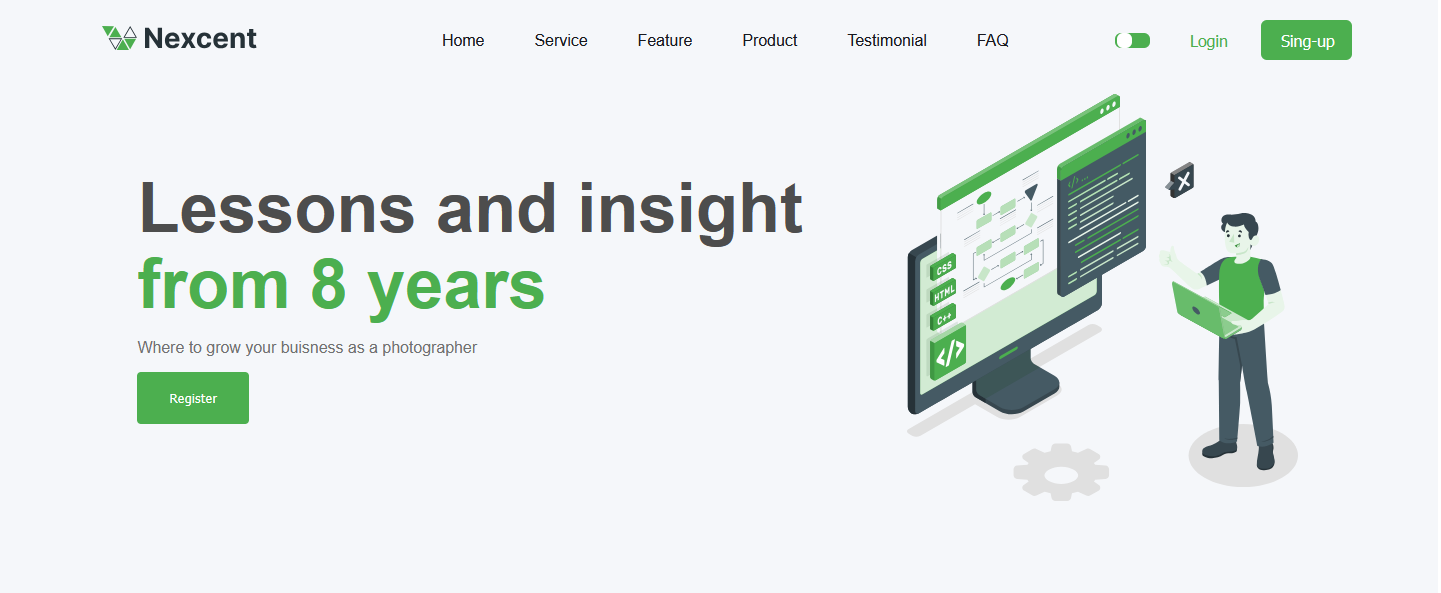 Nexcent
Home Service Feature Product Testimonial FAQ
Login
Sing-up
Lessons and insight
from 8 years
Where to grow your buisness as a photographer
Register
</> ...
CSS
HTML
C++
</>